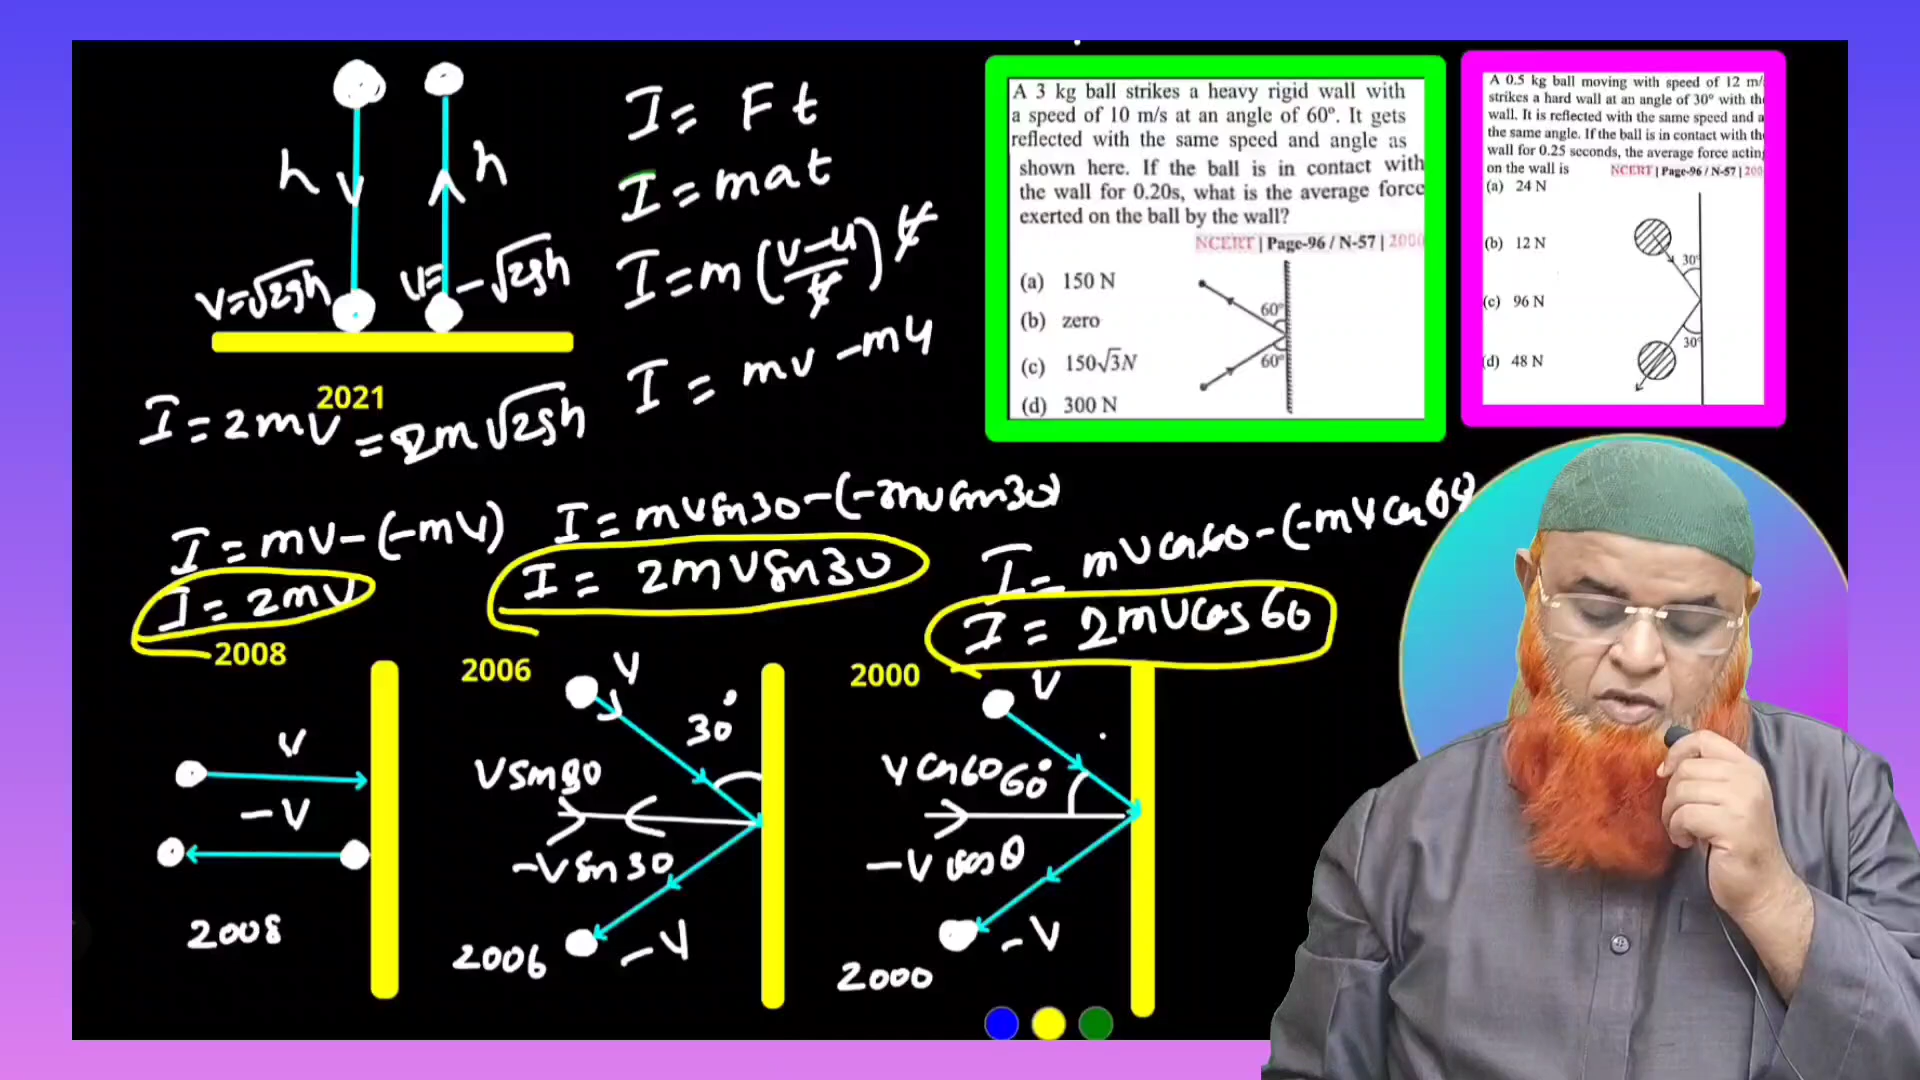 h
h
V=√2gh
V=-√2gh
2021
I=2mV=2m√2gh
I= Ft
I=mat
I=m(v-u/t)t
I = mv-mu
A 3 kg ball strikes a heavy rigid wall with
a speed of 10 m/s at an angle of 60°. It gets
reflected with the same speed and angle as
shown here. If the ball is in contact with
the wall for 0.20s, what is the average force
exerted on the ball by the wall?
NCERT | Page-96 / N-57 | 2000
(a) 150 N
(b) zero
(c) 150√3N
(d) 300 N
60°
60°
A 0.5 kg ball moving with speed of 12 m/
strikes a hard wall at an angle of 30° with the
wall. It is reflected with the same speed and a
the same angle. If the ball is in contact with th
wall for 0.25 seconds, the average force acting
on the wall is
NCERT | Page-96 / N-57 | 200
(a) 24 N
(b) 12 N
(c) 96 N
(d) 48 N
30°
30°
I=mv-(-mv)
I=2mv
2008
V
-V
2008
I=mvsin30-(-mvsin30)
I= 2mvsin30
2006
V
30°
-Vsin30
-V
2006
I=
I= 2mvcos60
2000
V
Vcos60
60°
-Vcosθ
-V
2000